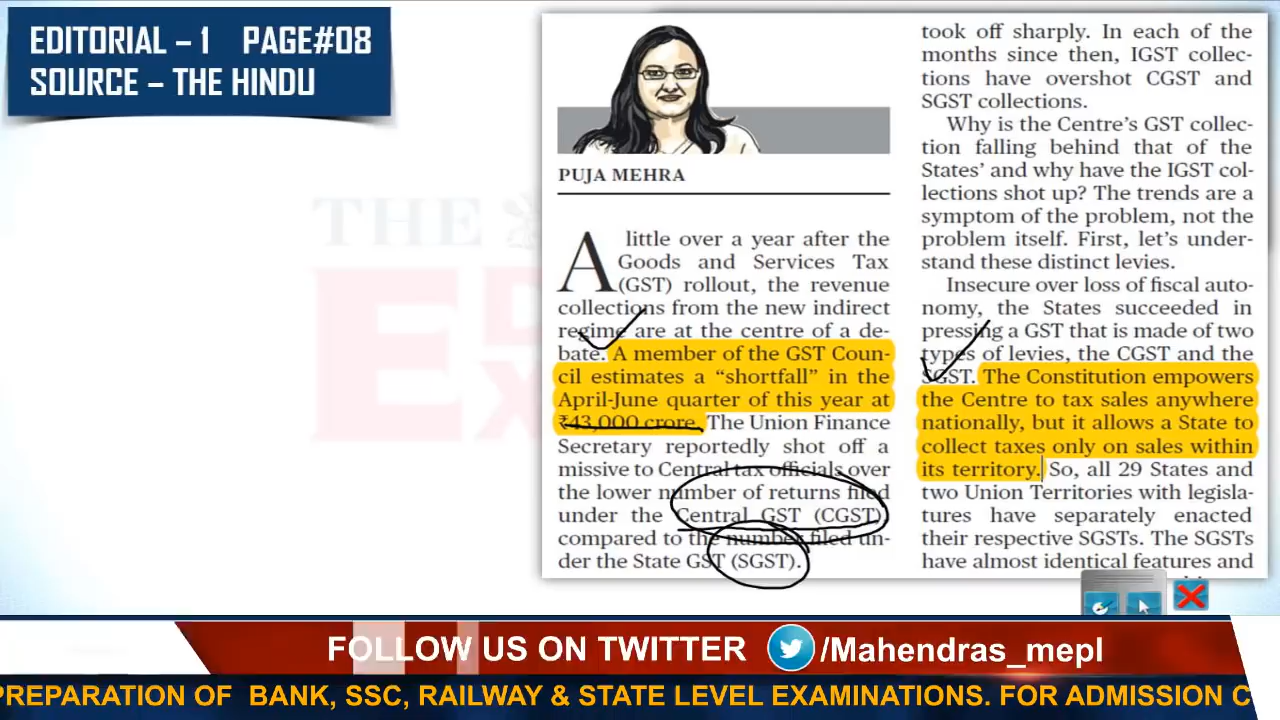 EDITORIAL – 1 PAGE#08
SOURCE – THE HINDU
THE
PUJA MEHRA
A little over a year after the
Goods and Services Tax
(GST) rollout, the revenue
collections from the new indirect
regime are at the centre of a de-
bate. A member of the GST Coun-
cil estimates a “shortfall” in the
April-June quarter of this year at
₹43,000 crore. The Union Finance
Secretary reportedly shot off a
missive to Central tax officials over
the lower number of returns filed
under the Central GST (CGST)
compared to the number filed un-
der the State GST (SGST).
took off sharply. In each of the
months since then, IGST collec-
tions have overshot CGST and
SGST collections.
Why is the Centre’s GST collec-
tion falling behind that of the
States’ and why have the IGST col-
lections shot up? The trends are a
symptom of the problem, not the
problem itself. First, let’s under-
stand these distinct levies.
Insecure over loss of fiscal auto-
nomy, the States succeeded in
pressing a GST that is made of two
types of levies, the CGST and the
SGST. The Constitution empowers
the Centre to tax sales anywhere
nationally, but it allows a State to
collect taxes only on sales within
its territory. So, all 29 States and
two Union Territories with legisla-
tures have separately enacted
their respective SGSTs. The SGSTs
have almost identical features and
FOLLOW US ON TWITTER /Mahendras_mepl
PREPARATION OF BANK, SSC, RAILWAY & STATE LEVEL EXAMINATIONS. FOR ADMISSION C